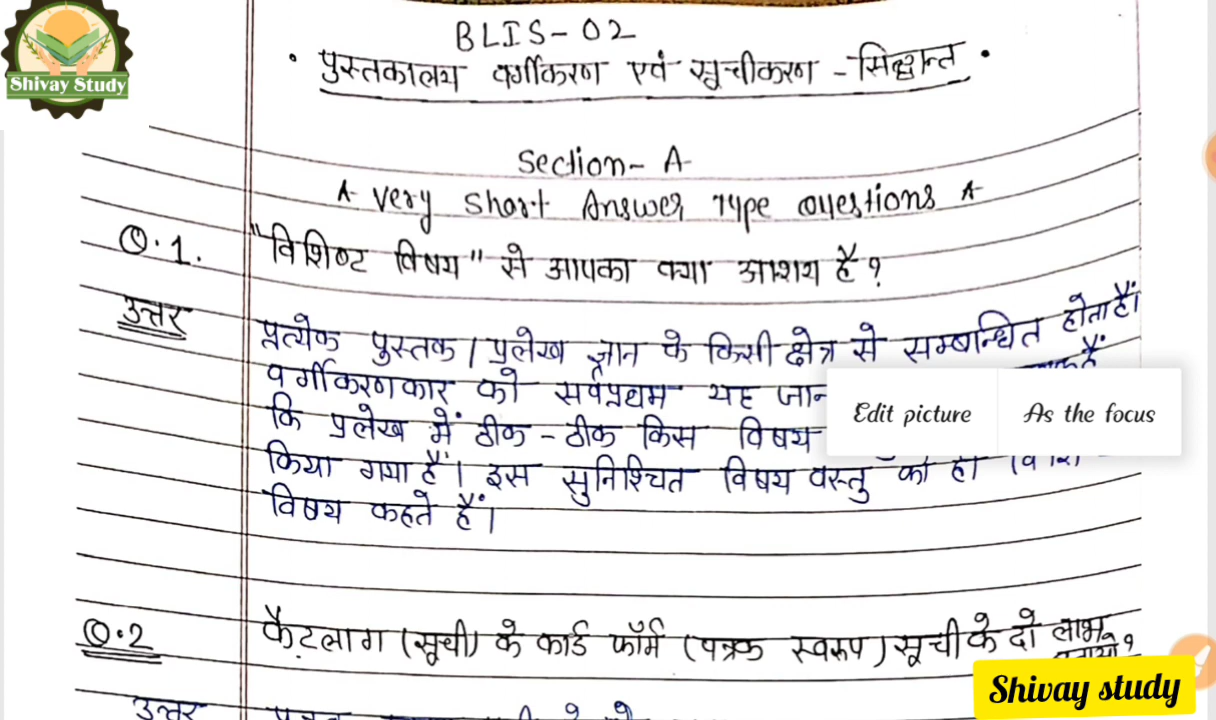 Shivay Study
BLIS-02
• पुस्तकालय वर्गीकरण एवं सूचीकरण - सिद्धान्त •
Section- A
A Very Short Answer Type Questions A
Q.1. "विशिष्ट विषय" से आपका क्या आशय है ?
उत्तर प्रत्येक पुस्तक / प्रलेख ज्ञान के किसी क्षेत्र से सम्बन्धित होता हैं।
वर्गीकरणकार को सर्वप्रथम यह
Edit picture As the focus
कि प्रलेख में ठीक - ठीक किस विषय
किया गया हैं। इस सुनिश्चित विषय वस्तु को ही
विषय कहते हैं।
Q.2 कैटलाग (सूची) के कार्ड फॉर्म (पत्रक स्वरूप) सूची के दो लाभ
उत्तर
Shivay study